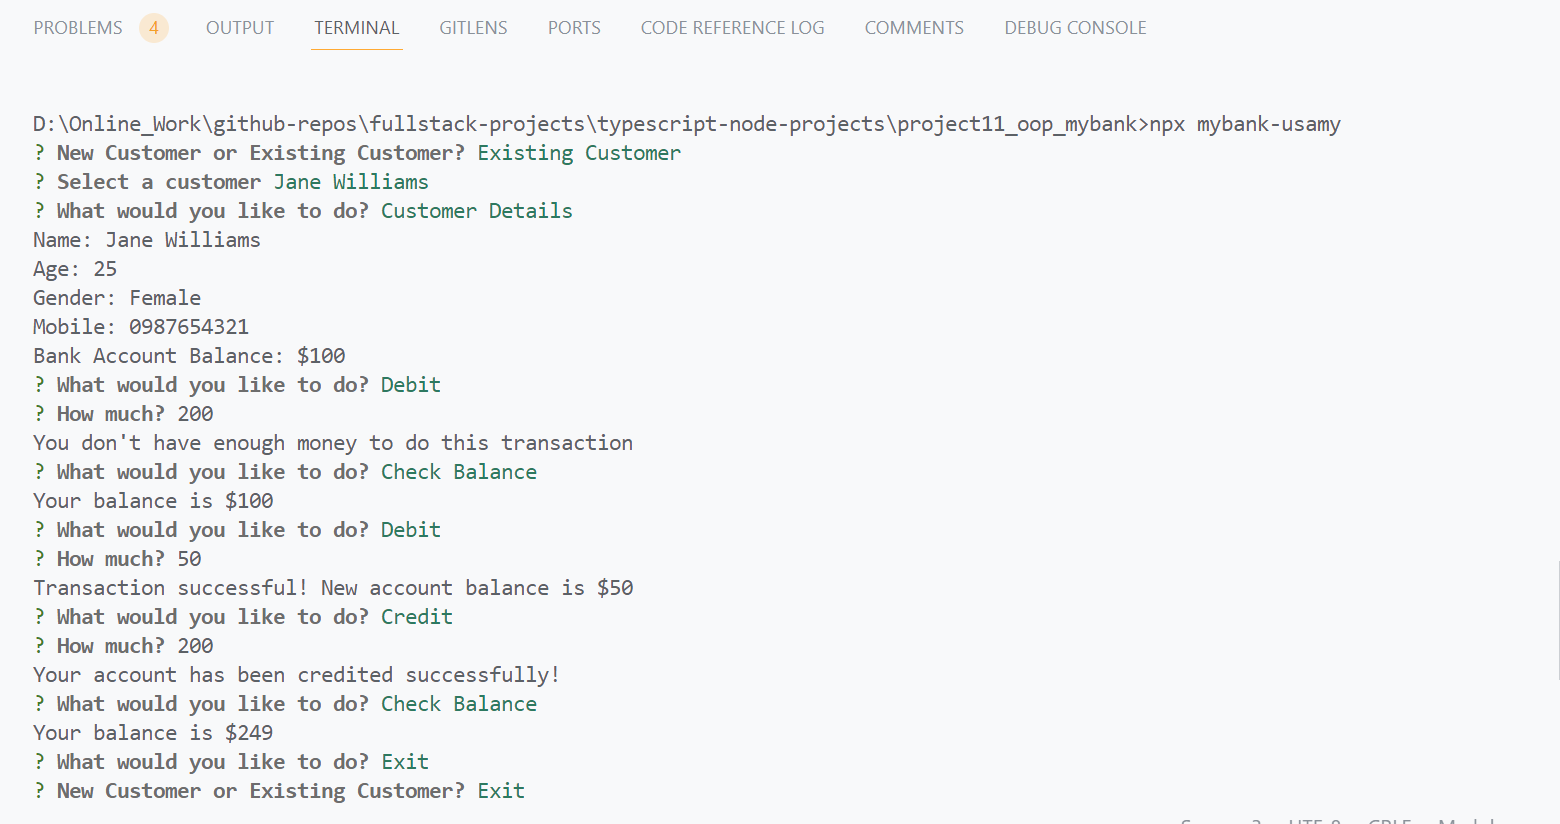 PROBLEMS 4 OUTPUT TERMINAL GITLENS PORTS CODE REFERENCE LOG COMMENTS DEBUG CONSOLE
D:\Online_Work\github-repos\fullstack-projects\typescript-node-projects\project11_oop_mybank>npx mybank-usamy
? New Customer or Existing Customer? Existing Customer
? Select a customer Jane Williams
? What would you like to do? Customer Details
Name: Jane Williams
Age: 25
Gender: Female
Mobile: 0987654321
Bank Account Balance: $100
? What would you like to do? Debit
? How much? 200
You don't have enough money to do this transaction
? What would you like to do? Check Balance
Your balance is $100
? What would you like to do? Debit
? How much? 50
Transaction successful! New account balance is $50
? What would you like to do? Credit
? How much? 200
Your account has been credited successfully!
? What would you like to do? Check Balance
Your balance is $249
? What would you like to do? Exit
? New Customer or Existing Customer? Exit